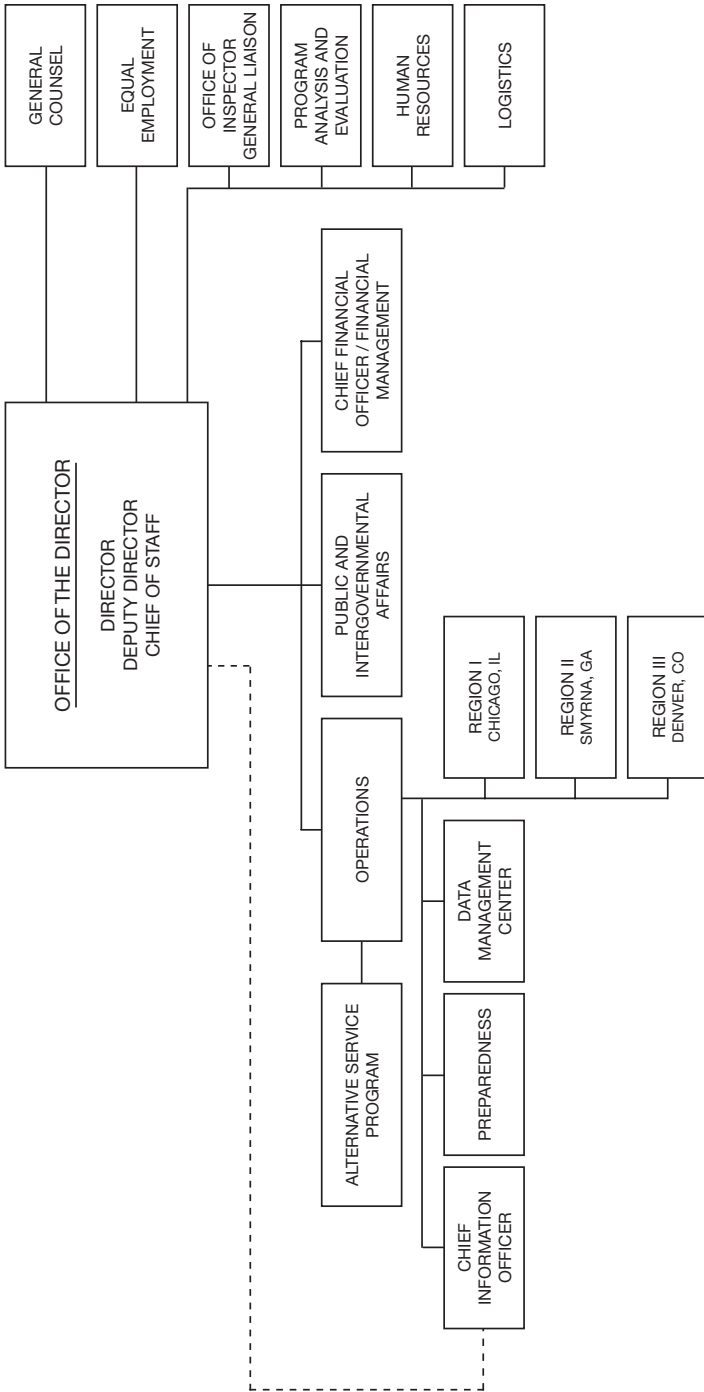 OFFICE OF THE DIRECTOR
DIRECTOR
DEPUTY DIRECTOR
CHIEF OF STAFF
GENERAL
COUNSEL
EQUAL
EMPLOYMENT
OFFICE OF
INSPECTOR
GENERAL LIAISON
PROGRAM
ANALYSIS AND
EVALUATION
HUMAN
RESOURCES
LOGISTICS
ALTERNATIVE SERVICE
PROGRAM
OPERATIONS
PUBLIC AND
INTERGOVERNMENTAL
AFFAIRS
CHIEF FINANCIAL
OFFICER / FINANCIAL
MANAGEMENT
CHIEF
INFORMATION
OFFICER
PREPAREDNESS
DATA
MANAGEMENT
CENTER
REGION I
CHICAGO, IL
REGION II
SMYRNA, GA
REGION III
DENVER, CO